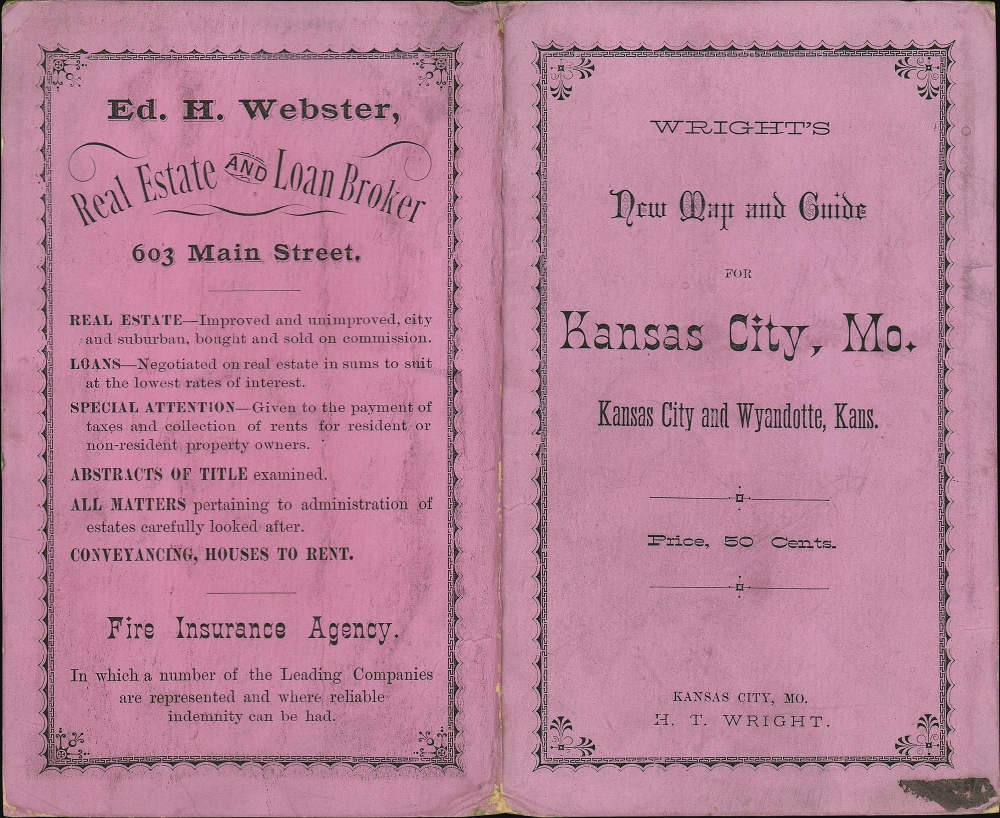 Ed. H. Webster,
Real Estate AND Loan Broker
603 Main Street.
REAL ESTATE—Improved and unimproved, city
and suburban, bought and sold on commission.
LOANS—Negotiated on real estate in sums to suit
at the lowest rates of interest.
SPECIAL ATTENTION—Given to the payment of
taxes and collection of rents for resident or
non-resident property owners.
ABSTRACTS OF TITLE examined.
ALL MATTERS pertaining to administration of
estates carefully looked after.
CONVEYANCING, HOUSES TO RENT.
Fire Insurance Agency.
In which a number of the Leading Companies
are represented and where reliable
indemnity can be had.
WRIGHT'S
New Map and Guide
FOR
Kansas City, Mo.
Kansas City and Wyandotte, Kans.
Price, 50 Cents.
KANSAS CITY, MO.
H. T. WRIGHT.